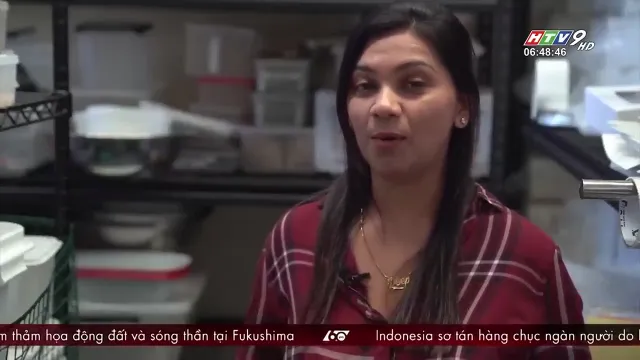 HTV9 HD
06:48:46
m thảm họa động đất và sóng thần tại Fukushima 60 Indonesia sơ tán hàng chục ngàn người do